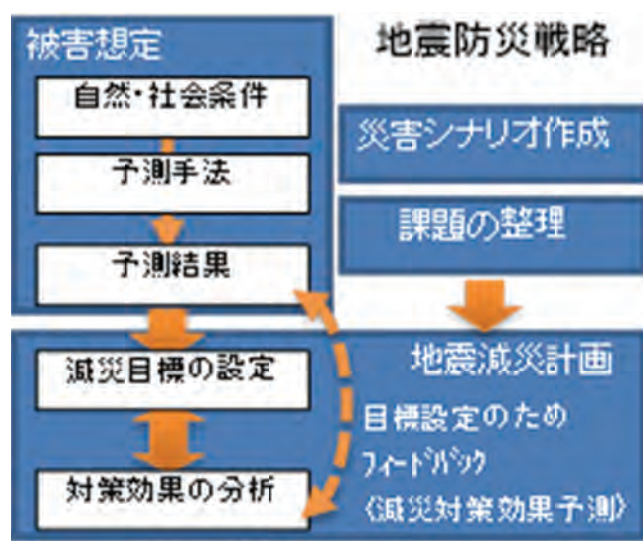 被害想定
自然・社会条件
予測手法
予測結果
地震防災戦略
災害シナリオ作成
課題の整理
減災目標の設定
対策効果の分析
地震減災計画
目標設定のため
ﾌｨｰﾄﾞﾊﾞｯｸ
〈減災対策効果予測〉